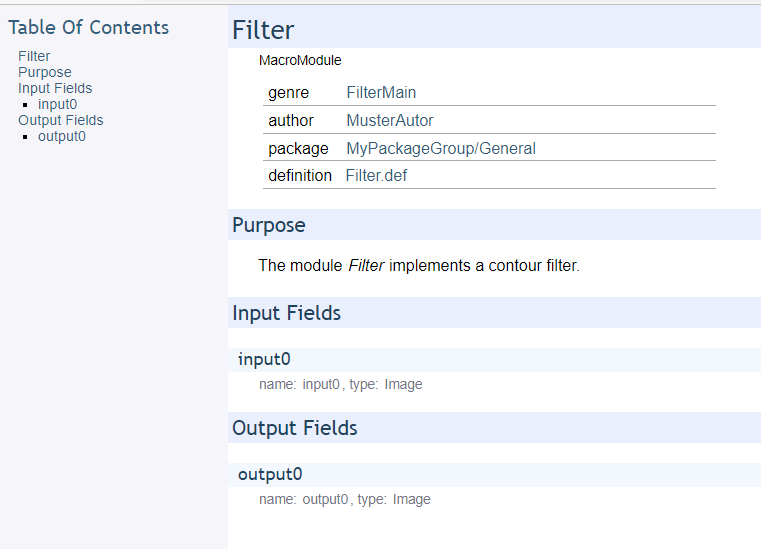 Table Of Contents
Filter
Purpose
Input Fields
input0
Output Fields
output0
Filter
MacroModule
genre FilterMain
author MusterAutor
package MyPackageGroup/General
definition Filter.def
Purpose
The module Filter implements a contour filter.
Input Fields
input0
name: input0, type: Image
Output Fields
output0
name: output0, type: Image